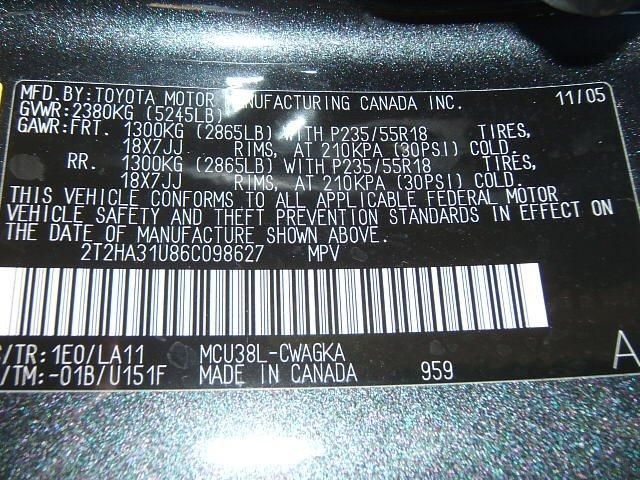 MFD. BY: TOYOTA MOTOR MANUFACTURING CANADA INC. 11/05
GVWR: 2380KG (5245LB)
GAWR: FRT. 1300KG (2865LB) WITH P235/55R18 TIRES,
18X7JJ RIMS, AT 210KPA (30PSI) COLD.
RR. 1300KG (2865LB) WITH P235/55R18 TIRES,
18X7JJ RIMS, AT 210KPA (30PSI) COLD.
THIS VEHICLE CONFORMS TO ALL APPLICABLE FEDERAL MOTOR
VEHICLE SAFETY AND THEFT PREVENTION STANDARDS IN EFFECT ON
THE DATE OF MANUFACTURE SHOWN ABOVE.
2T2HA31U86C098627 MPV
/TR: 1E0/LA11 MCU38L-CWAGKA A
/TM: -01B/U151F MADE IN CANADA 959